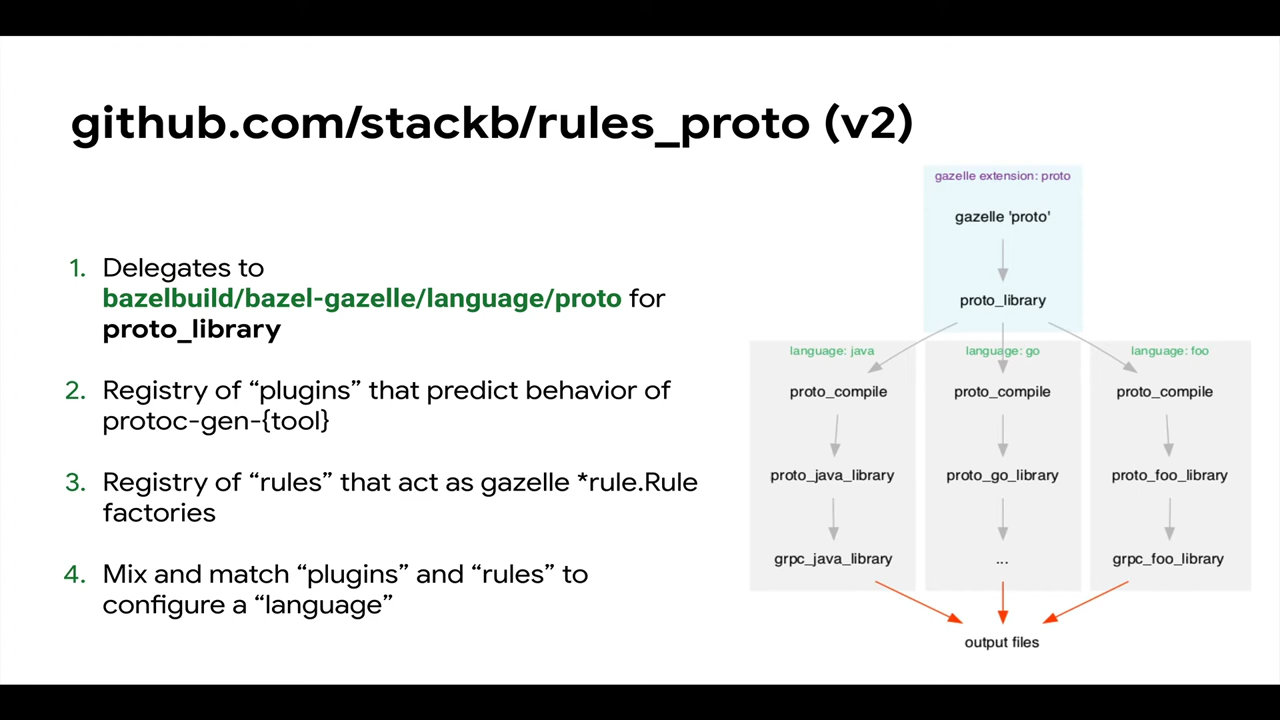 github.com/stackb/rules_proto (v2)
1. Delegates to
bazelbuild/bazel-gazelle/language/proto for
proto_library
2. Registry of “plugins” that predict behavior of
protoc-gen-{tool}
3. Registry of “rules” that act as gazelle *rule.Rule
factories
4. Mix and match “plugins” and “rules” to
configure a “language”
gazelle extension: proto
gazelle 'proto'
proto_library
language: java
language: go
language: foo
proto_compile
proto_compile
proto_compile
proto_java_library
proto_go_library
proto_foo_library
grpc_java_library
...
grpc_foo_library
output files